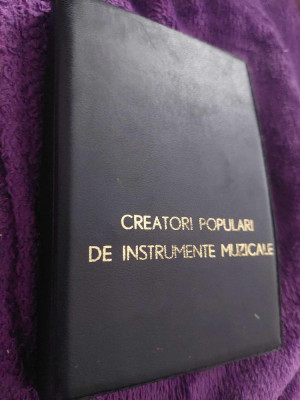 CREATORI POPULARI
DE INSTRUMENTE MUZICALE